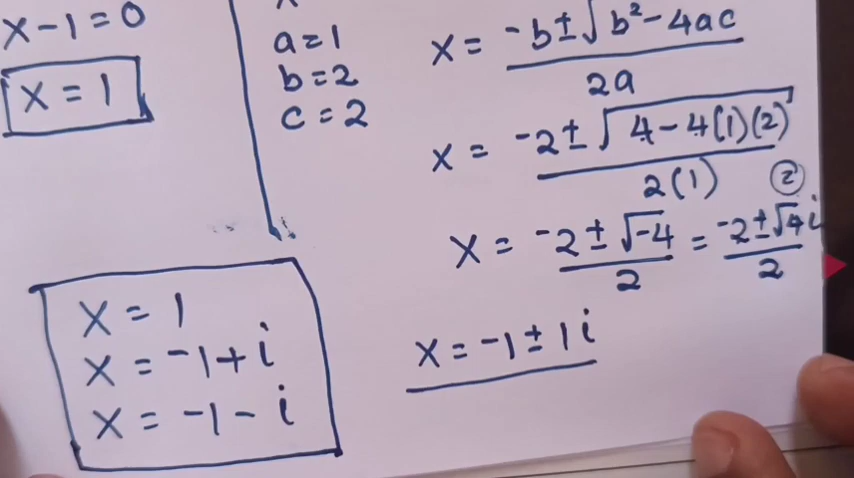 x-1=0
x=1
a=1
b=2
c=2
x= -b±√b²-4ac / 2a
x = -2±√4-4(1)(2) / 2(1)
x = -2±√-4 / 2 = -2±√4i / 2
2
x=-1±1i
x=1
x=-1+i
x=-1-i